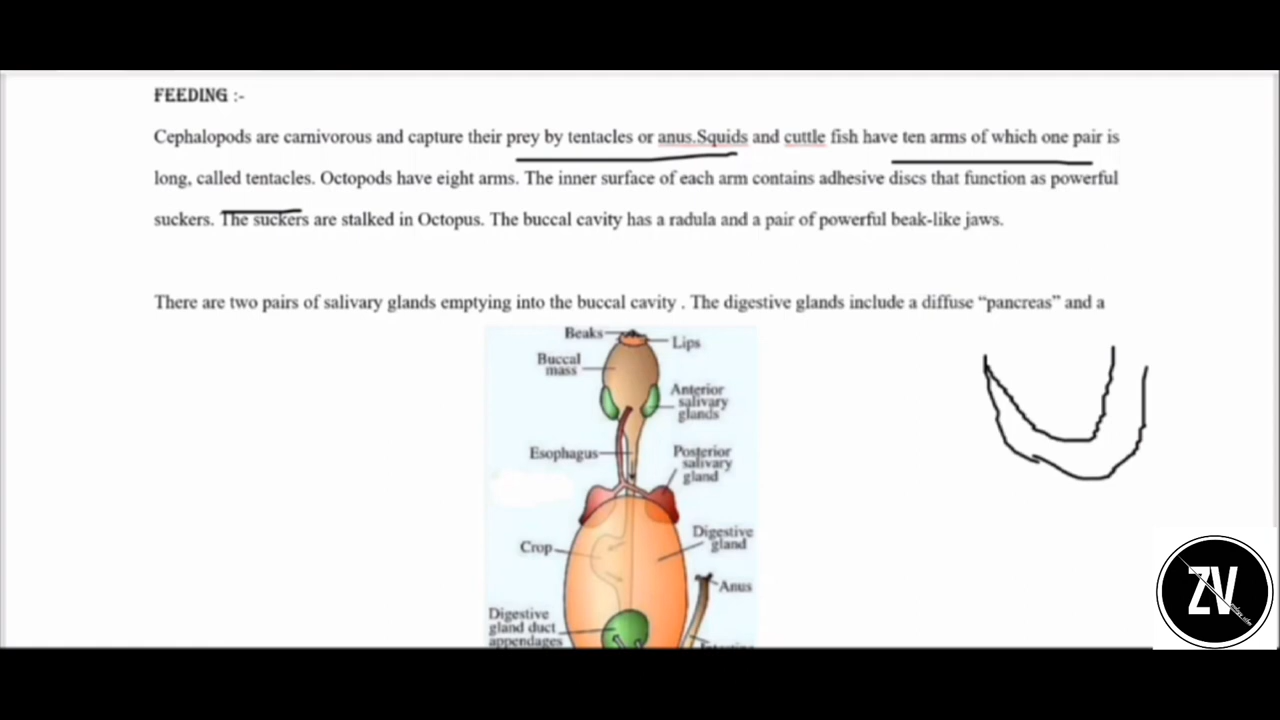 FEEDING :-
Cephalopods are carnivorous and capture their prey by tentacles or anus.Squids and cuttle fish have ten arms of which one pair is
long, called tentacles. Octopods have eight arms. The inner surface of each arm contains adhesive discs that function as powerful
suckers. The suckers are stalked in Octopus. The buccal cavity has a radula and a pair of powerful beak-like jaws.
There are two pairs of salivary glands emptying into the buccal cavity . The digestive glands include a diffuse “pancreas” and a
Beaks
Lips
Buccal
mass
Anterior
salivary
glands
Esophagus
Posterior
salivary
gland
Digestive
gland
Crop
Anus
Digestive
gland duct
appendages
ZV